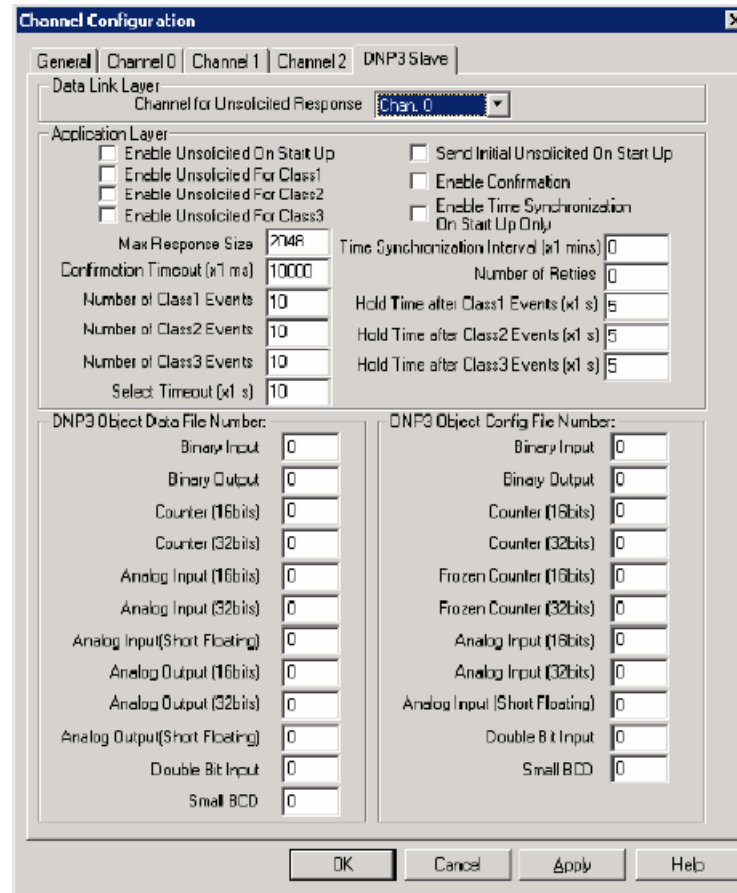 Channel Configuration
General Channel 0 Channel 1 Channel 2 DNP3 Slave
Data Link Layer
Channel for Unsolicited Response Chan. 0
Application Layer
Enable Unsolicited On Start Up
Enable Unsolicited For Class1
Enable Unsolicited For Class2
Enable Unsolicited For Class3
Send Initial Unsolicited On Start Up
Enable Confirmation
Enable Time Synchronization
On Start Up Only
Max Response Size 2048
Confirmation Timeout (x1 ms) 10000
Number of Class1 Events 10
Number of Class2 Events 10
Number of Class3 Events 10
Select Timeout (x1 s) 10
Time Synchronization Interval (x1 mins) 0
Number of Retries 0
Hold Time after Class1 Events (x1 s) 5
Hold Time after Class2 Events (x1 s) 5
Hold Time after Class3 Events (x1 s) 5
DNP3 Object Data File Number:
Binary Input 0
Binary Output 0
Counter (16bits) 0
Counter (32bits) 0
Analog Input (16bits) 0
Analog Input (32bits) 0
Analog Input(Short Floating) 0
Analog Output (16bits) 0
Analog Output (32bits) 0
Analog Output(Short Floating) 0
Double Bit Input 0
Small BCD 0
DNP3 Object Config File Number:
Binary Input 0
Binary Output 0
Counter (16bits) 0
Counter (32bits) 0
Frozen Counter (16bits) 0
Frozen Counter (32bits) 0
Analog Input (16bits) 0
Analog Input (32bits) 0
Analog Input (Short Floating) 0
Double Bit Input 0
Small BCD 0
OK Cancel Apply Help